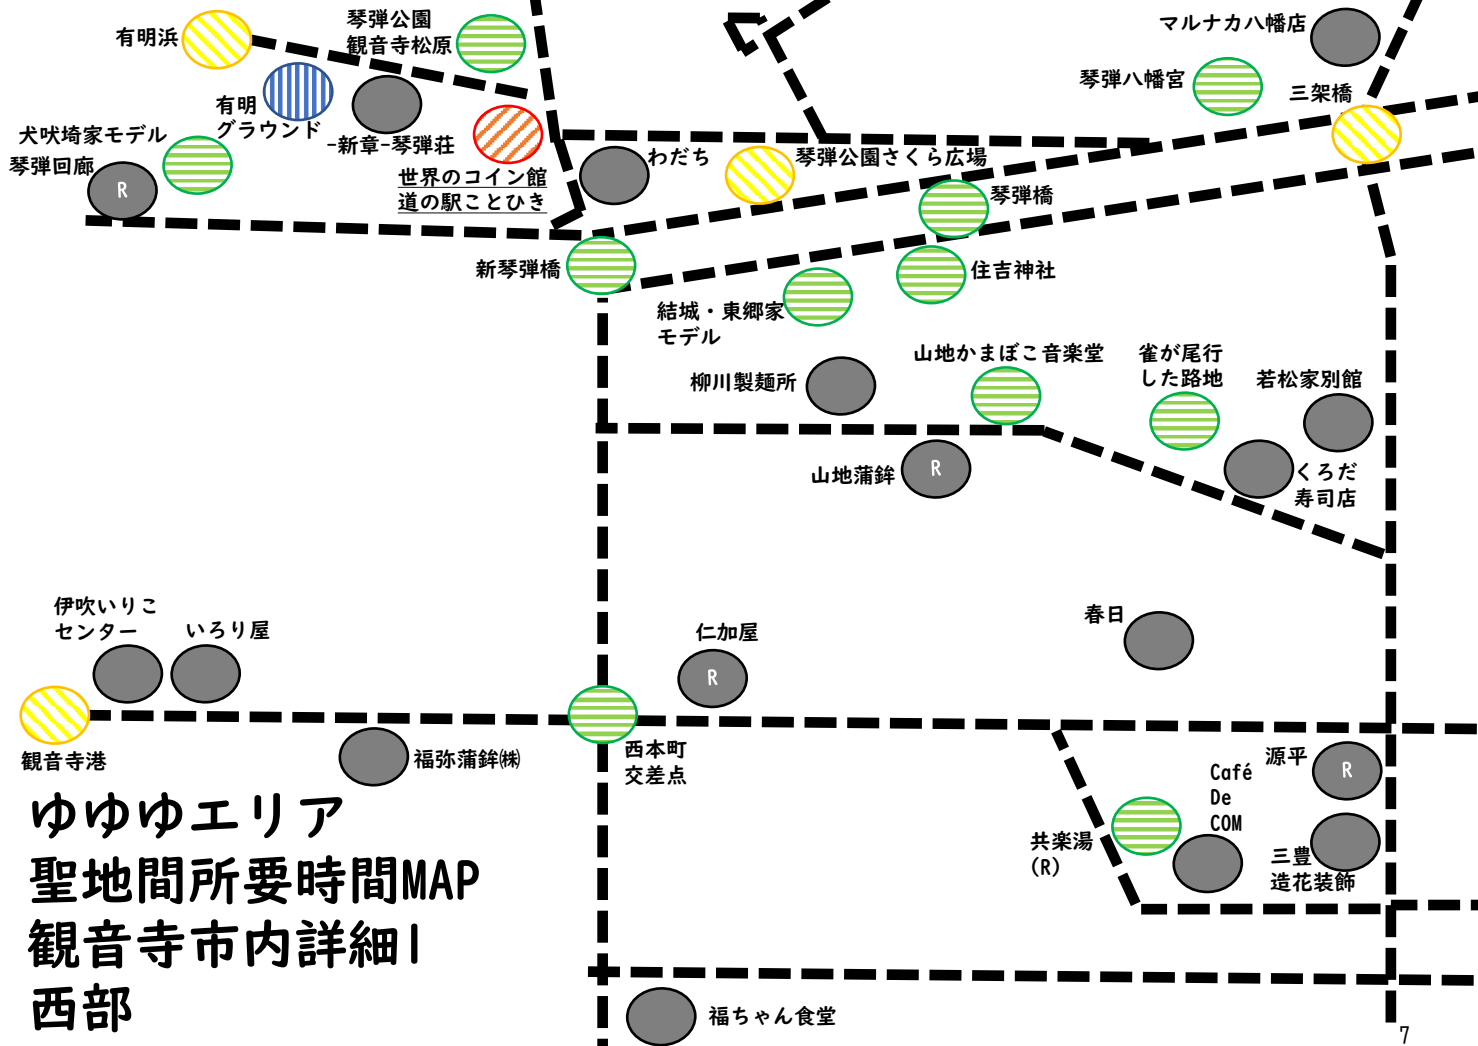 有明浜
琴弾公園
観音寺松原
マルナカ八幡店
琴弾八幡宮
三架橋
有明
グラウンド
-新章-琴弾荘
犬吠埼家モデル
琴弾回廊
R
世界のコイン館
道の駅ことひき
わだち
琴弾公園さくら広場
琴弾橋
新琴弾橋
住吉神社
結城・東郷家
モデル
柳川製麺所
山地かまぼこ音楽堂
雀が尾行
した路地
若松家別館
山地蒲鉾
R
くろだ
寿司店
伊吹いりこ
センター
いろり屋
仁加屋
R
春日
観音寺港
福弥蒲鉾㈱
西本町
交差点
源平
R
Café
De
COM
共楽湯
(R)
三豊
造花装飾
ゆゆゆエリア
聖地間所要時間MAP
観音寺市内詳細1
西部
福ちゃん食堂
7